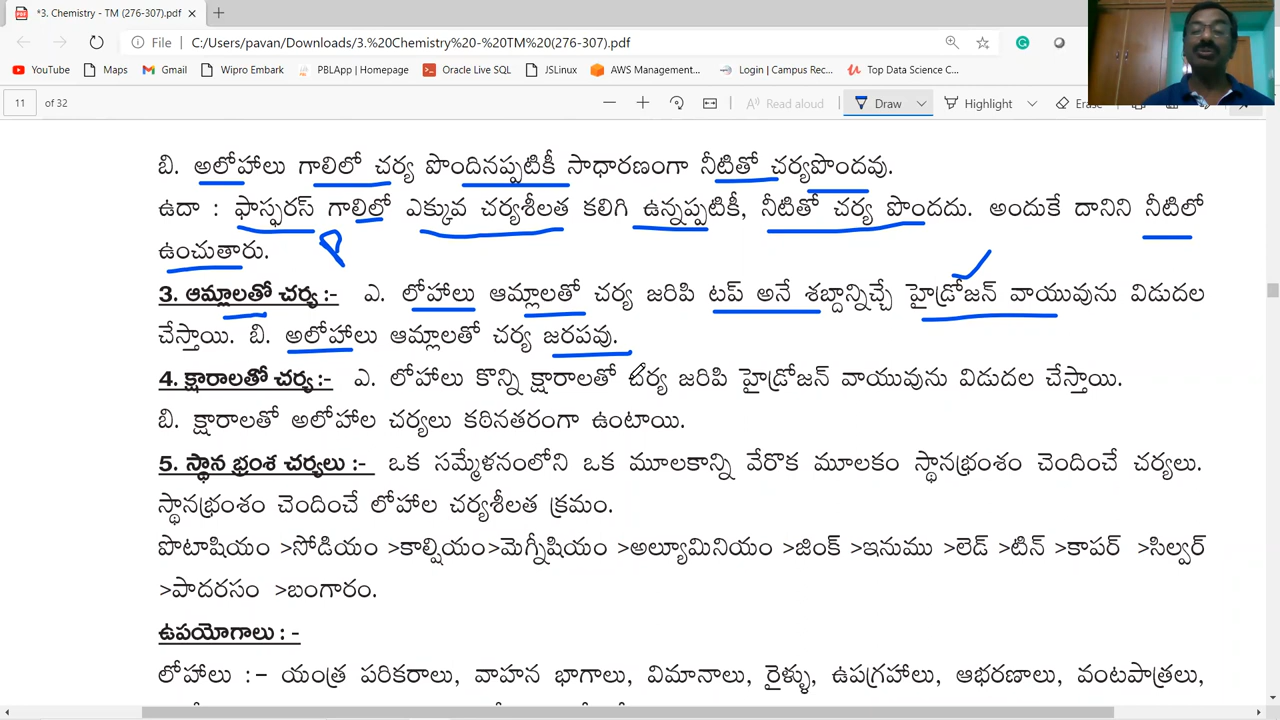 *3. Chemistry - TM (276-307).pdf
File C:/Users/pavan/Downloads/3.%20Chemistry%20-%20TM%20(276-307).pdf
YouTube Maps Gmail Wipro Embark PBLApp | Homepage Oracle Live SQL JSLinux AWS Management... Login | Campus Rec... Top Data Science C...
11 of 32 Read aloud Draw Highlight Erase
బి. అలోహాలు గాలిలో చర్య పొందినప్పటికీ సాధారణంగా నీటితో చర్యపొందవు.
ఉదా : ఫాస్ఫరస్ గాలిలో ఎక్కువ చర్యశీలత కలిగి ఉన్నప్పటికీ, నీటితో చర్య పొందదు. అందుకే దానిని నీటిలో
ఉంచుతారు.
3. ఆమ్లాలతో చర్య :- ఎ. లోహాలు ఆమ్లాలతో చర్య జరిపి టప్ అనే శబ్దాన్నిచ్చే హైడ్రోజన్ వాయువును విడుదల
చేస్తాయి. బి. అలోహాలు ఆమ్లాలతో చర్య జరపవు.
4. క్షారాలతో చర్య :- ఎ. లోహాలు కొన్ని క్షారాలతో చర్య జరిపి హైడ్రోజన్ వాయువును విడుదల చేస్తాయి.
బి. క్షారాలతో అలోహాల చర్యలు కఠినతరంగా ఉంటాయి.
5. స్థాన భ్రంశ చర్యలు :- ఒక సమ్మేళనంలోని ఒక మూలకాన్ని వేరొక మూలకం స్థానభ్రంశం చెందించే చర్యలు.
స్థానభ్రంశం చెందించే లోహాల చర్యశీలత క్రమం.
పొటాషియం >సోడియం >కాల్షియం>మెగ్నీషియం >అల్యూమినియం >జింక్ >ఇనుము >లెడ్ >టిన్ >కాపర్ >సిల్వర్
>పాదరసం >బంగారం.
ఉపయోగాలు : -
లోహాలు :- యంత్ర పరికరాలు, వాహన భాగాలు, విమానాలు, రైళ్ళు, ఉపగ్రహాలు, ఆభరణాలు, వంటపాత్రలు,